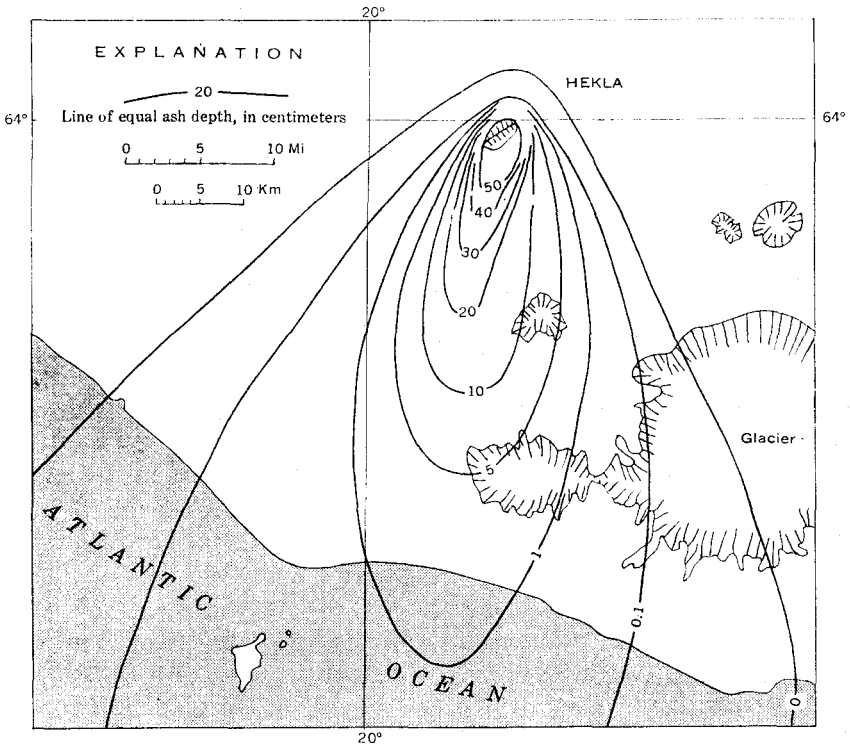 20°
EXPLANATION
20
Line of equal ash depth, in centimeters
0 5 10 Mi
0 5 10 Km
HEKLA
64°
64°
50
40
30
20
10
5
1
0.1
0
Glacier
ATLANTIC
OCEAN
20°